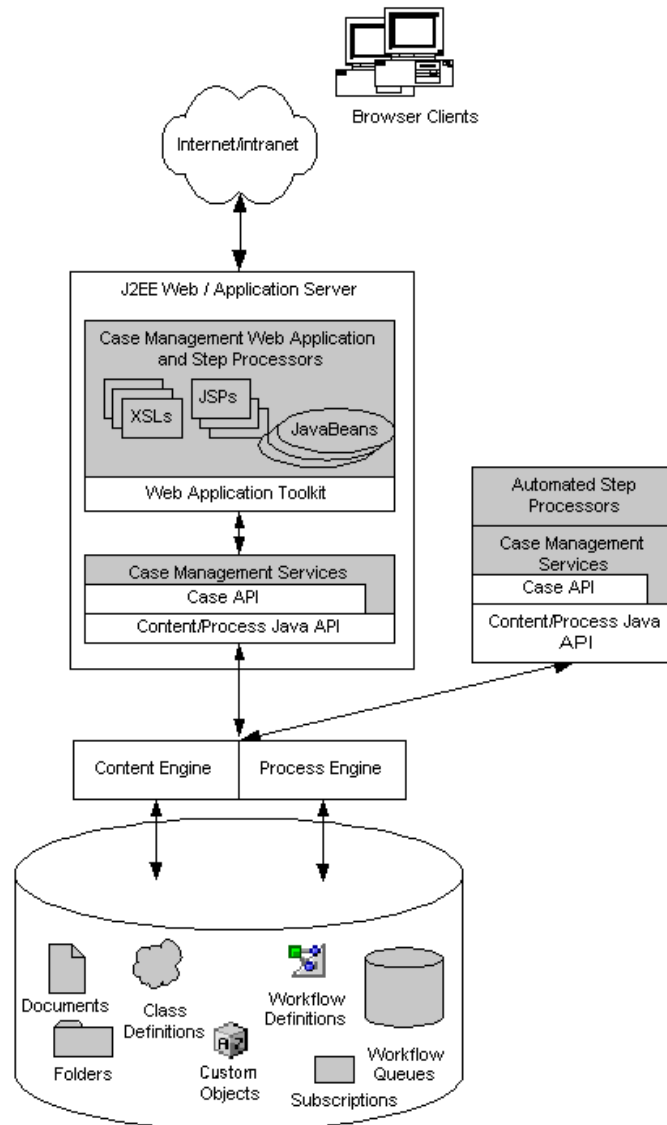 Browser Clients
Internet/intranet
J2EE Web / Application Server
Case Management Web Application
and Step Processors
XSLs
JSPs
JavaBeans
Web Application Toolkit
Case Management Services
Case API
Content/Process Java API
Automated Step
Processors
Case Management
Services
Case API
Content/Process Java
API
Content Engine
Process Engine
Documents
Class
Definitions
Workflow
Definitions
Folders
Custom
Objects
Subscriptions
Workflow
Queues